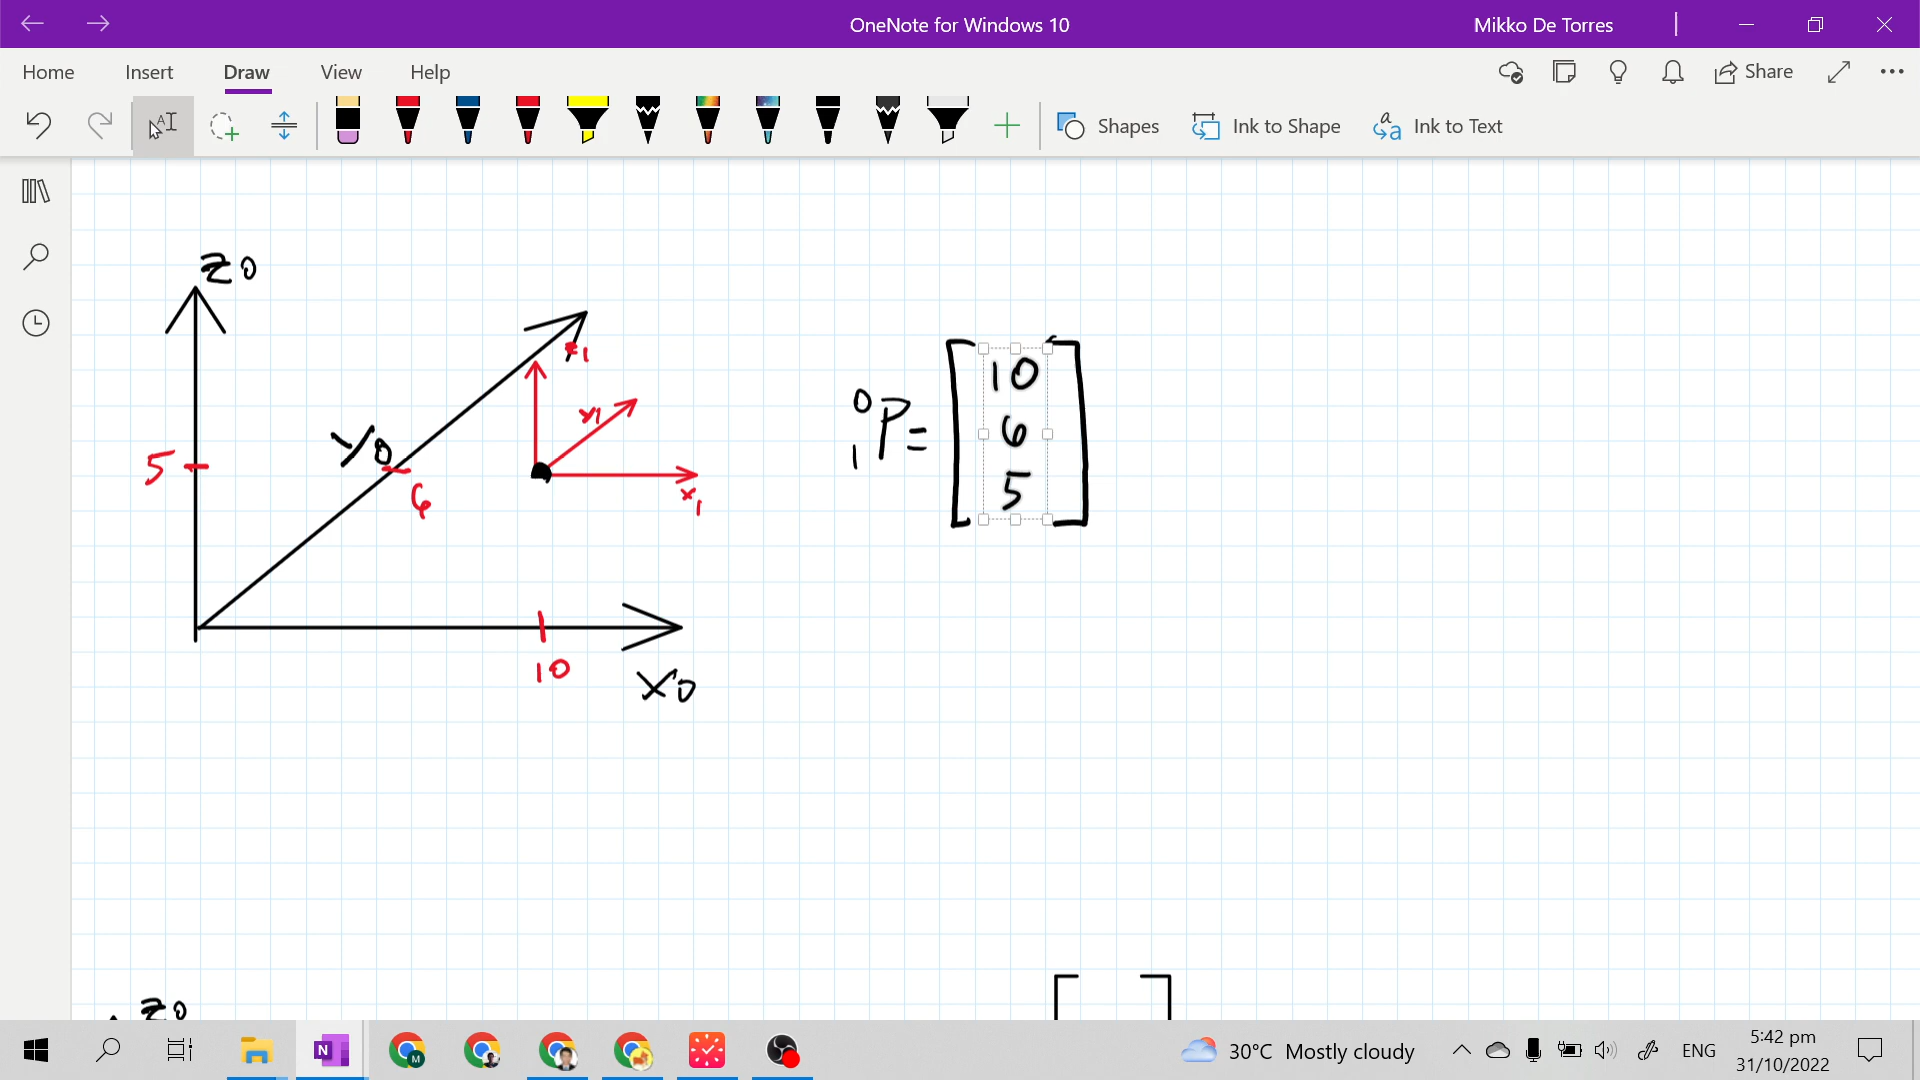 OneNote for Windows 10
Mikko De Torres
Home Insert Draw View Help
Share
Shapes Ink to Shape Ink to Text
Z0
Z1
Y0
Y1
5
6
X1
10
X0
0
1 P =
10
6
5
Z0
30°C Mostly cloudy
ENG
5:42 pm
31/10/2022